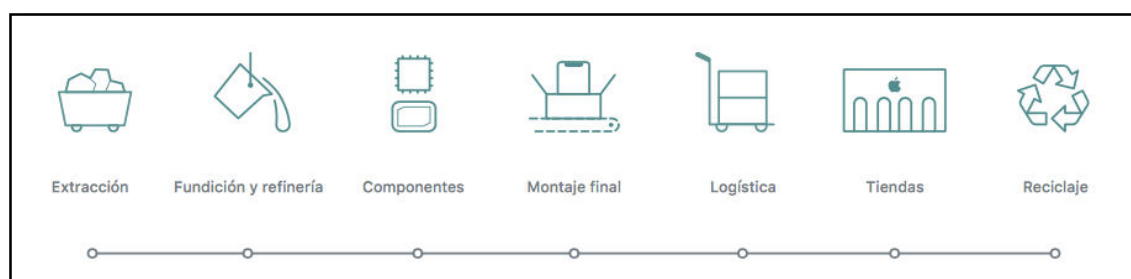 Extracción
Fundición y refinería
Componentes
Montaje final
Logística
Tiendas
Reciclaje